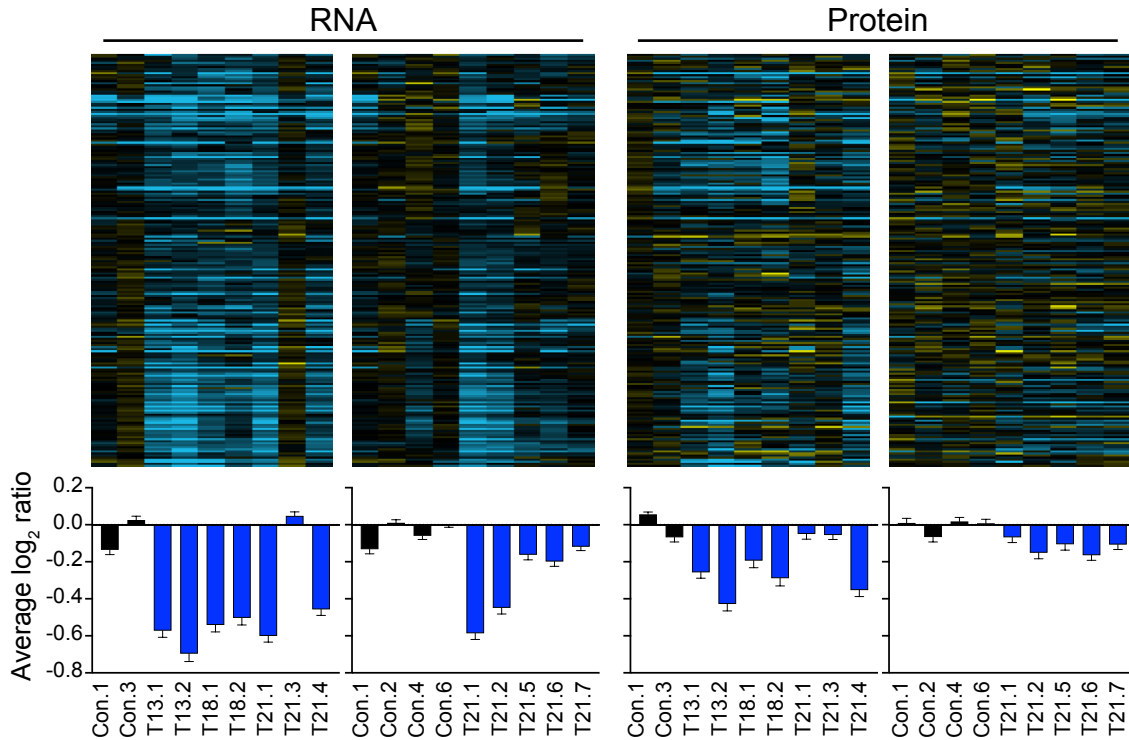 RNA
Protein
Average log2 ratio
0.2
0.0
-0.2
-0.4
-0.6
-0.8
Con.1
Con.3
T13.1
T13.2
T18.1
T18.2
T21.1
T21.3
T21.4
Con.1
Con.2
Con.4
Con.6
T21.1
T21.2
T21.5
T21.6
T21.7
Con.1
Con.3
T13.1
T13.2
T18.1
T18.2
T21.1
T21.3
T21.4
Con.1
Con.2
Con.4
Con.6
T21.1
T21.2
T21.5
T21.6
T21.7